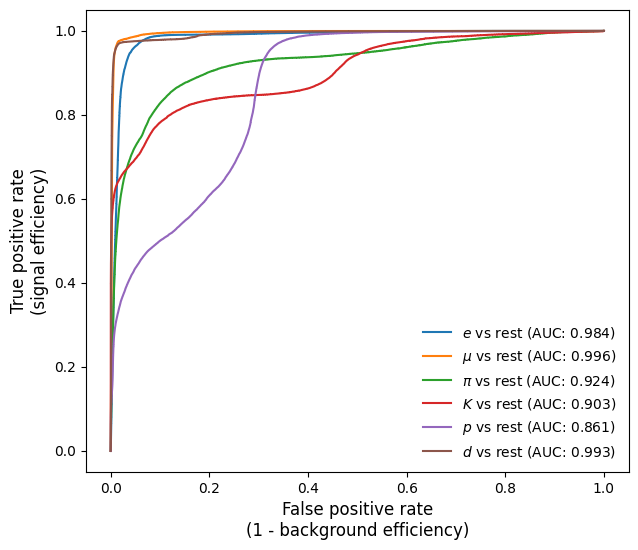 True positive rate
(signal efficiency)
1.0
0.8
0.6
0.4
0.2
0.0
0.0 0.2 0.4 0.6 0.8 1.0
False positive rate
(1 - background efficiency)
e vs rest (AUC: 0.984)
μ vs rest (AUC: 0.996)
π vs rest (AUC: 0.924)
K vs rest (AUC: 0.903)
p vs rest (AUC: 0.861)
d vs rest (AUC: 0.993)